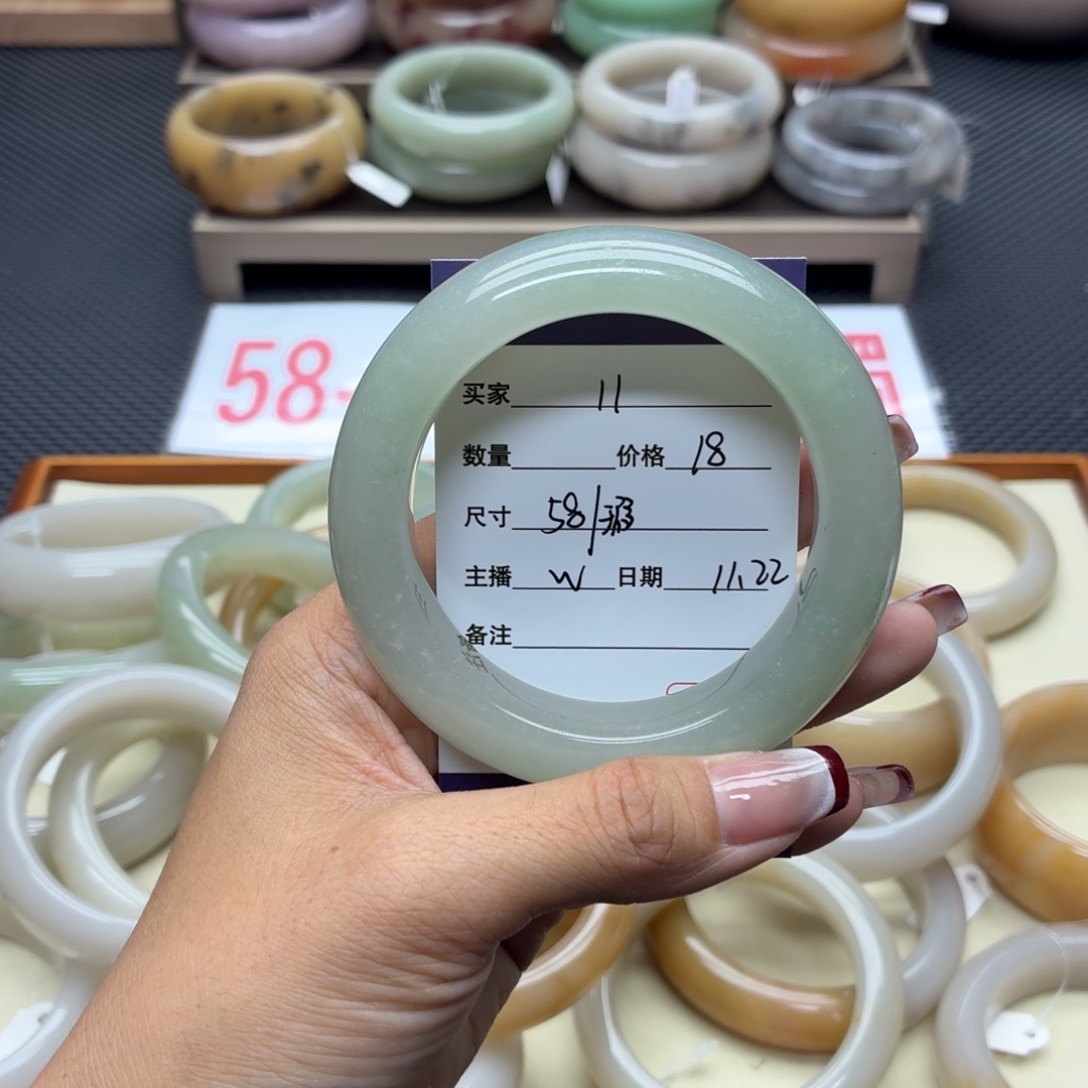 58-
买家 11
数量 价格 18
尺寸 58/瑕
主播 W 日期 11.22
备注